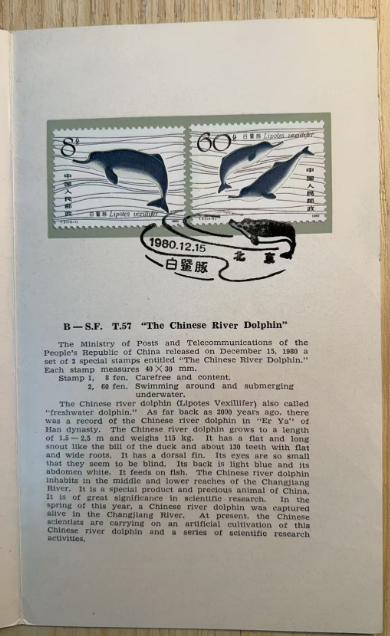 8分
60分 白鱀豚 Lipotes vexillifer
中国人民邮政
白鱀豚 Lipotes vexillifer
中国人民邮政
1980.12.15
北京
白鱀豚
B—S.F. T.57 "The Chinese River Dolphin"
The Ministry of Posts and Telecommunications of the
People's Republic of China released on December 15, 1980 a
set of 2 special stamps entitled "The Chinese River Dolphin."
Each stamp measures 40×30 mm.
Stamp 1, 8 fen. Carefree and content.
2, 60 fen. Swimming around and submerging
underwater.
The Chinese river dolphin (Lipotes Vexillifer) also called
"freshwater dolphin." As far back as 2000 years ago, there
was a record of the Chinese river dolphin in "Er Ya" of
Han dynasty. The Chinese river dolphin grows to a length
of 1.5—2.5 m and weighs 115 kg. It has a flat and long
snout like the bill of the duck and about 130 teeth with flat
and wide roots. It has a dorsal fin. Its eyes are so small
that they seem to be blind. Its back is light blue and its
abdomen white. It feeds on fish. The Chinese river dolphin
inhabits in the middle and lower reaches of the Changjiang
River. It is a special product and precious animal of China.
It is of great significance in scientific research. In the
spring of this year, a Chinese river dolphin was captured
alive in the Changjiang River. At present, the Chinese
scientists are carrying on an artificial cultivation of this
Chinese river dolphin and a series of scientific research
activities.